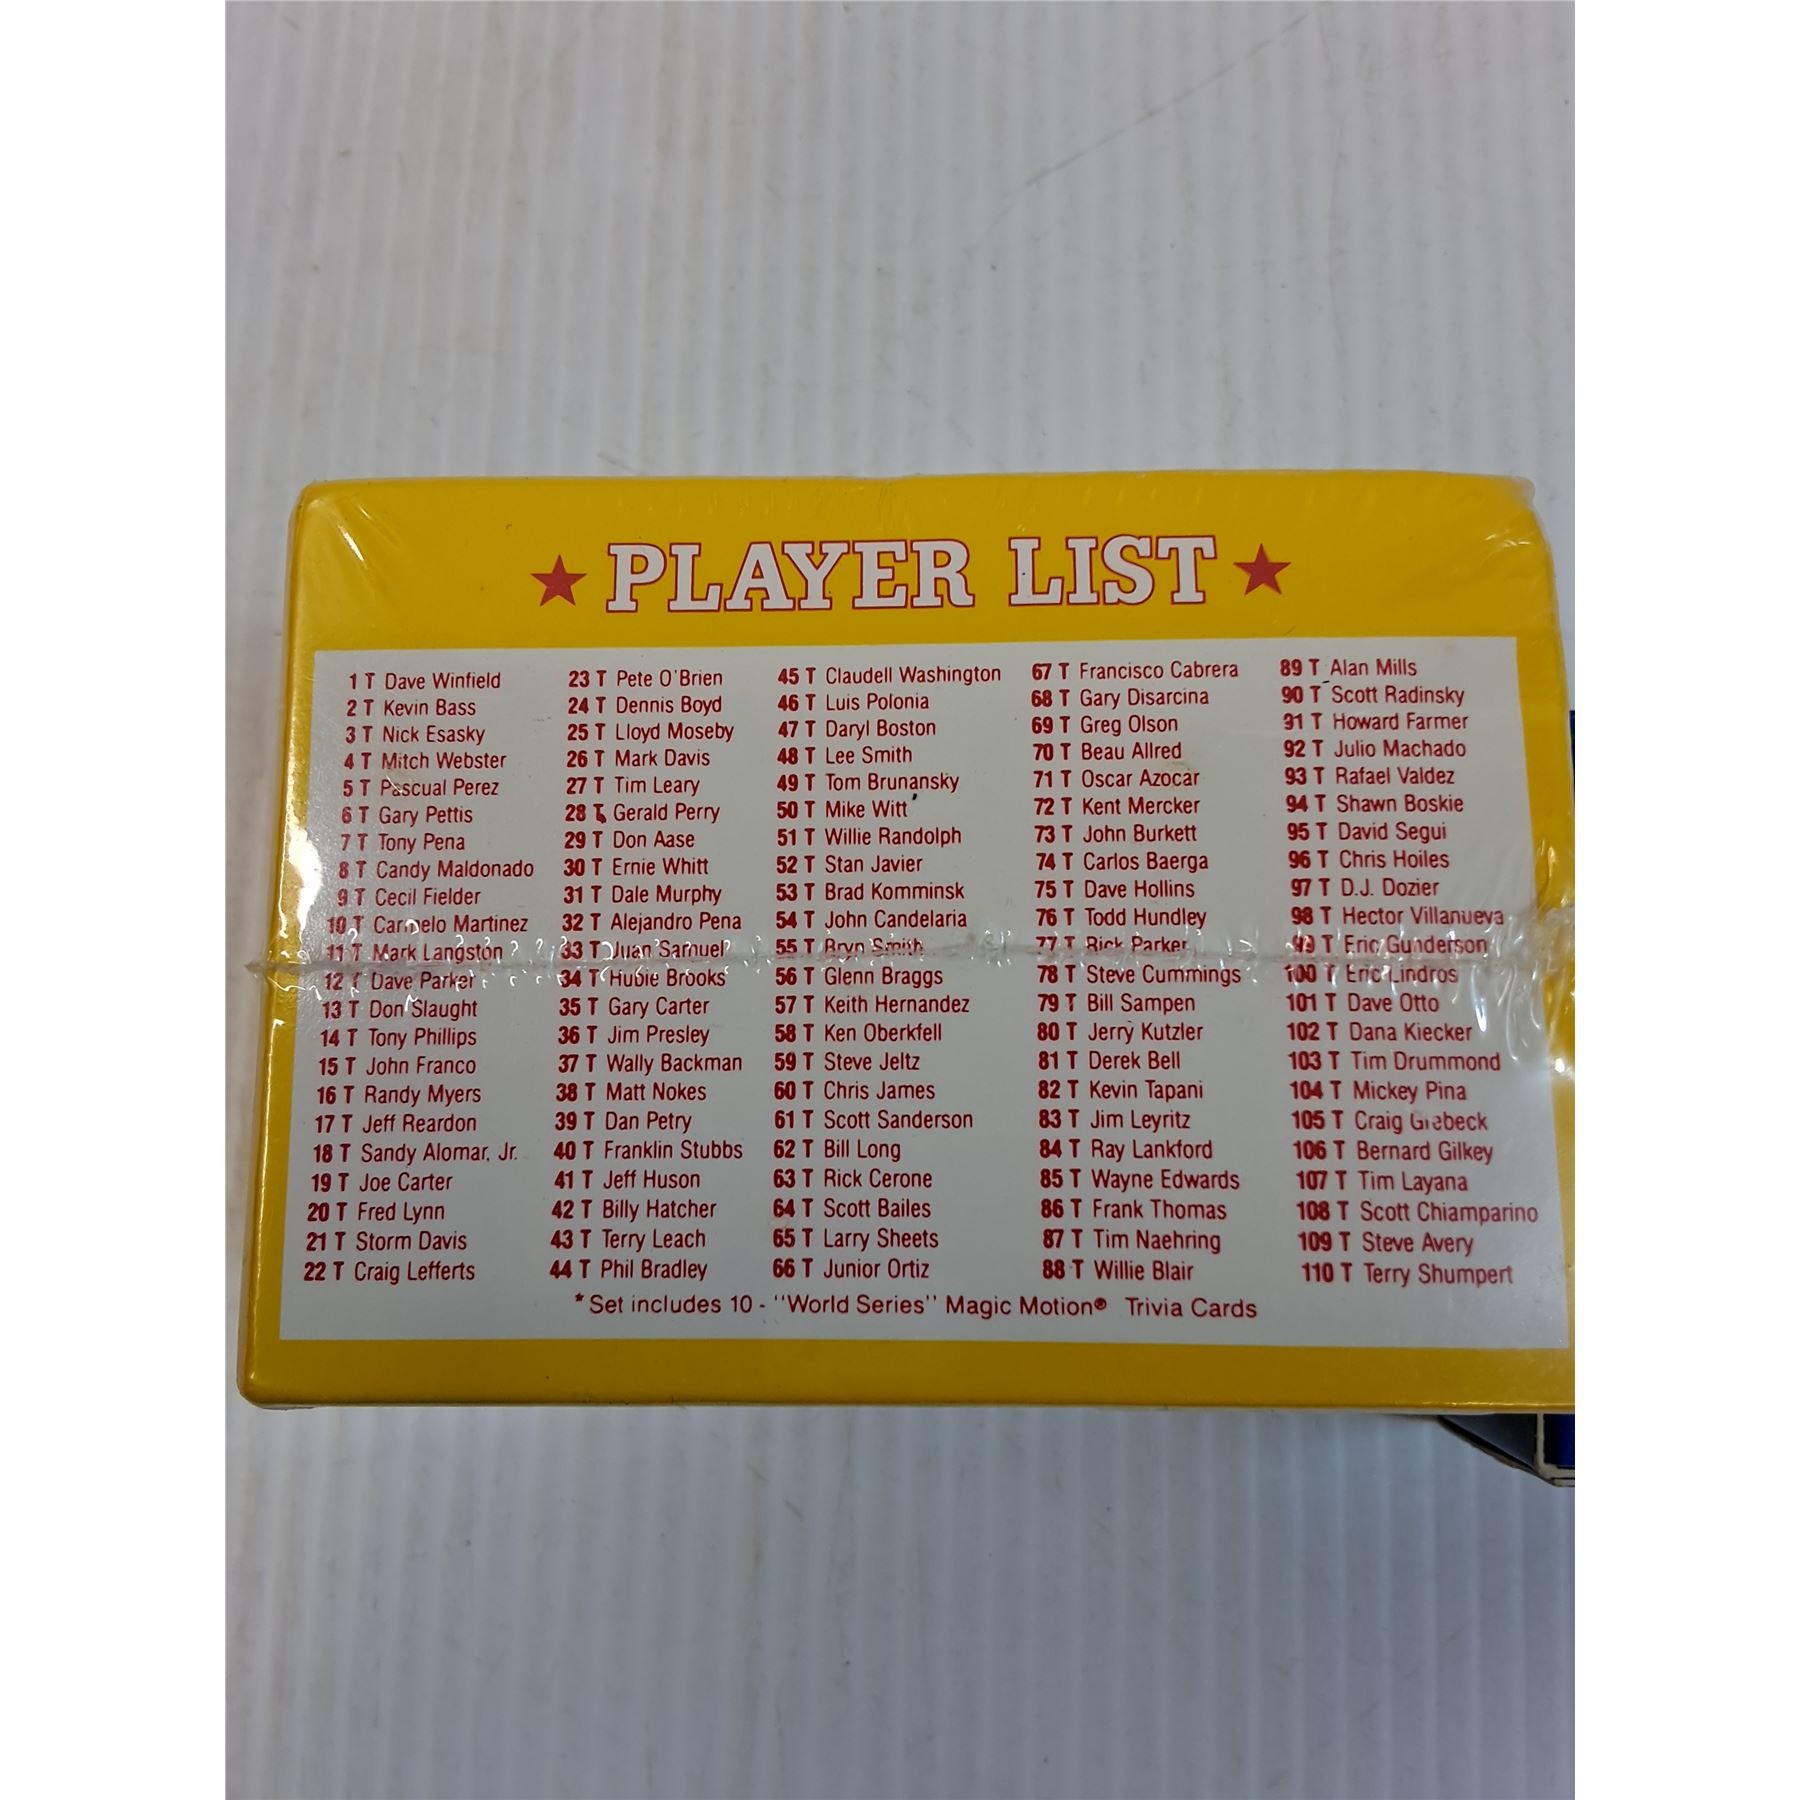 ★ PLAYER LIST ★
1 T Dave Winfield
2 T Kevin Bass
3 T Nick Esasky
4 T Mitch Webster
5 T Pascual Perez
6 T Gary Pettis
7 T Tony Pena
8 T Candy Maldonado
9 T Cecil Fielder
10 T Carmelo Martinez
11 T Mark Langston
12 T Dave Parker
13 T Don Slaught
14 T Tony Phillips
15 T John Franco
16 T Randy Myers
17 T Jeff Reardon
18 T Sandy Alomar, Jr.
19 T Joe Carter
20 T Fred Lynn
21 T Storm Davis
22 T Craig Lefferts
23 T Pete O'Brien
24 T Dennis Boyd
25 T Lloyd Moseby
26 T Mark Davis
27 T Tim Leary
28 T Gerald Perry
29 T Don Aase
30 T Ernie Whitt
31 T Dale Murphy
32 T Alejandro Pena
33 T Juan Samuel
34 T Hubie Brooks
35 T Gary Carter
36 T Jim Presley
37 T Wally Backman
38 T Matt Nokes
39 T Dan Petry
40 T Franklin Stubbs
41 T Jeff Huson
42 T Billy Hatcher
43 T Terry Leach
44 T Phil Bradley
45 T Claudell Washington
46 T Luis Polonia
47 T Daryl Boston
48 T Lee Smith
49 T Tom Brunansky
50 T Mike Witt
51 T Willie Randolph
52 T Stan Javier
53 T Brad Komminsk
54 T John Candelaria
55 T Bryn Smith
56 T Glenn Braggs
57 T Keith Hernandez
58 T Ken Oberkfell
59 T Steve Jeltz
60 T Chris James
61 T Scott Sanderson
62 T Bill Long
63 T Rick Cerone
64 T Scott Bailes
65 T Larry Sheets
66 T Junior Ortiz
67 T Francisco Cabrera
68 T Gary Disarcina
69 T Greg Olson
70 T Beau Allred
71 T Oscar Azocar
72 T Kent Mercker
73 T John Burkett
74 T Carlos Baerga
75 T Dave Hollins
76 T Todd Hundley
77 T Rick Parker
78 T Steve Cummings
79 T Bill Sampen
80 T Jerry Kutzler
81 T Derek Bell
82 T Kevin Tapani
83 T Jim Leyritz
84 T Ray Lankford
85 T Wayne Edwards
86 T Frank Thomas
87 T Tim Naehring
88 T Willie Blair
89 T Alan Mills
90 T Scott Radinsky
91 T Howard Farmer
92 T Julio Machado
93 T Rafael Valdez
94 T Shawn Boskie
95 T David Segui
96 T Chris Hoiles
97 T D.J. Dozier
98 T Hector Villanueva
99 T Eric Gunderson
100 T Eric Lindros
101 T Dave Otto
102 T Dana Kiecker
103 T Tim Drummond
104 T Mickey Pina
105 T Craig Grebeck
106 T Bernard Gilkey
107 T Tim Layana
108 T Scott Chiamparino
109 T Steve Avery
110 T Terry Shumpert
*Set includes 10 - "World Series" Magic Motion® Trivia Cards